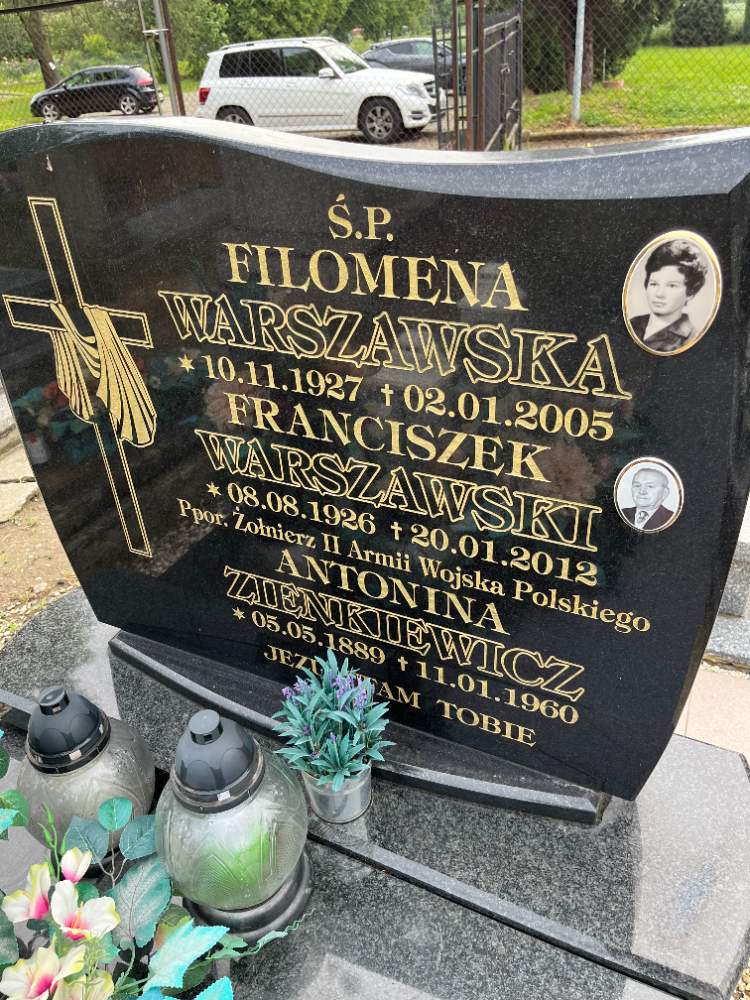 Ś.P.
FILOMENA
WARSZAWSKA
* 10.11.1927 † 02.01.2005
FRANCISZEK
WARSZAWSKI
* 08.08.1926 † 20.01.2012
Ppor. Żołnierz II Armii Wojska Polskiego
ANTONINA
ZIENKIEWICZ
* 05.05.1889 † 11.01.1960
TOBIE